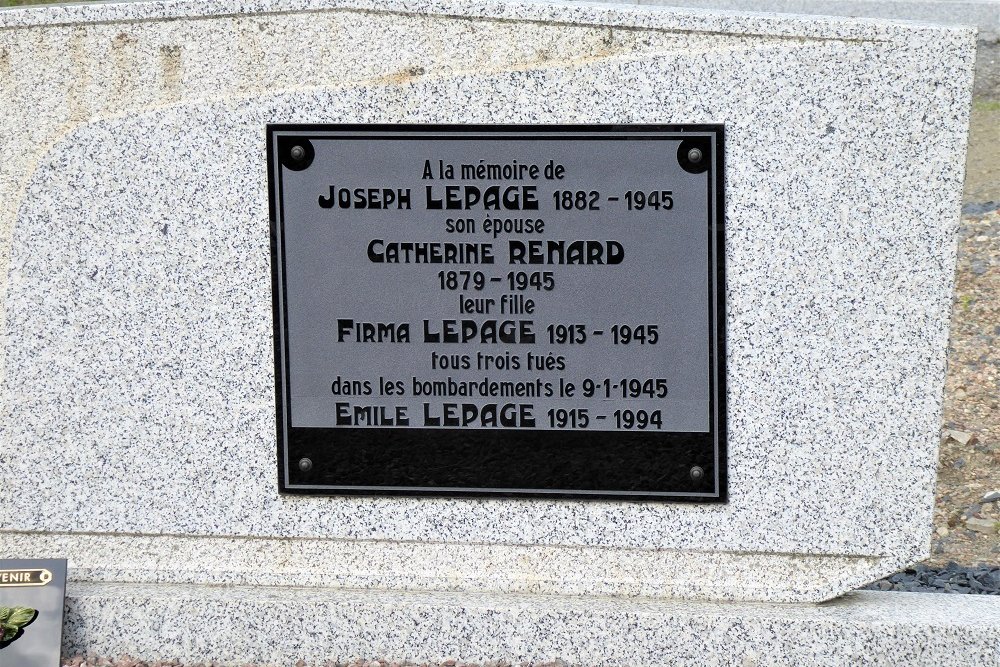 A la mémoire de
JOSEPH LEPAGE 1882 - 1945
son épouse
CATHERINE RENARD
1879 - 1945
leur fille
FIRMA LEPAGE 1913 - 1945
tous trois tués
dans les bombardements le 9-1-1945
EMILE LEPAGE 1915 - 1994
VENIR